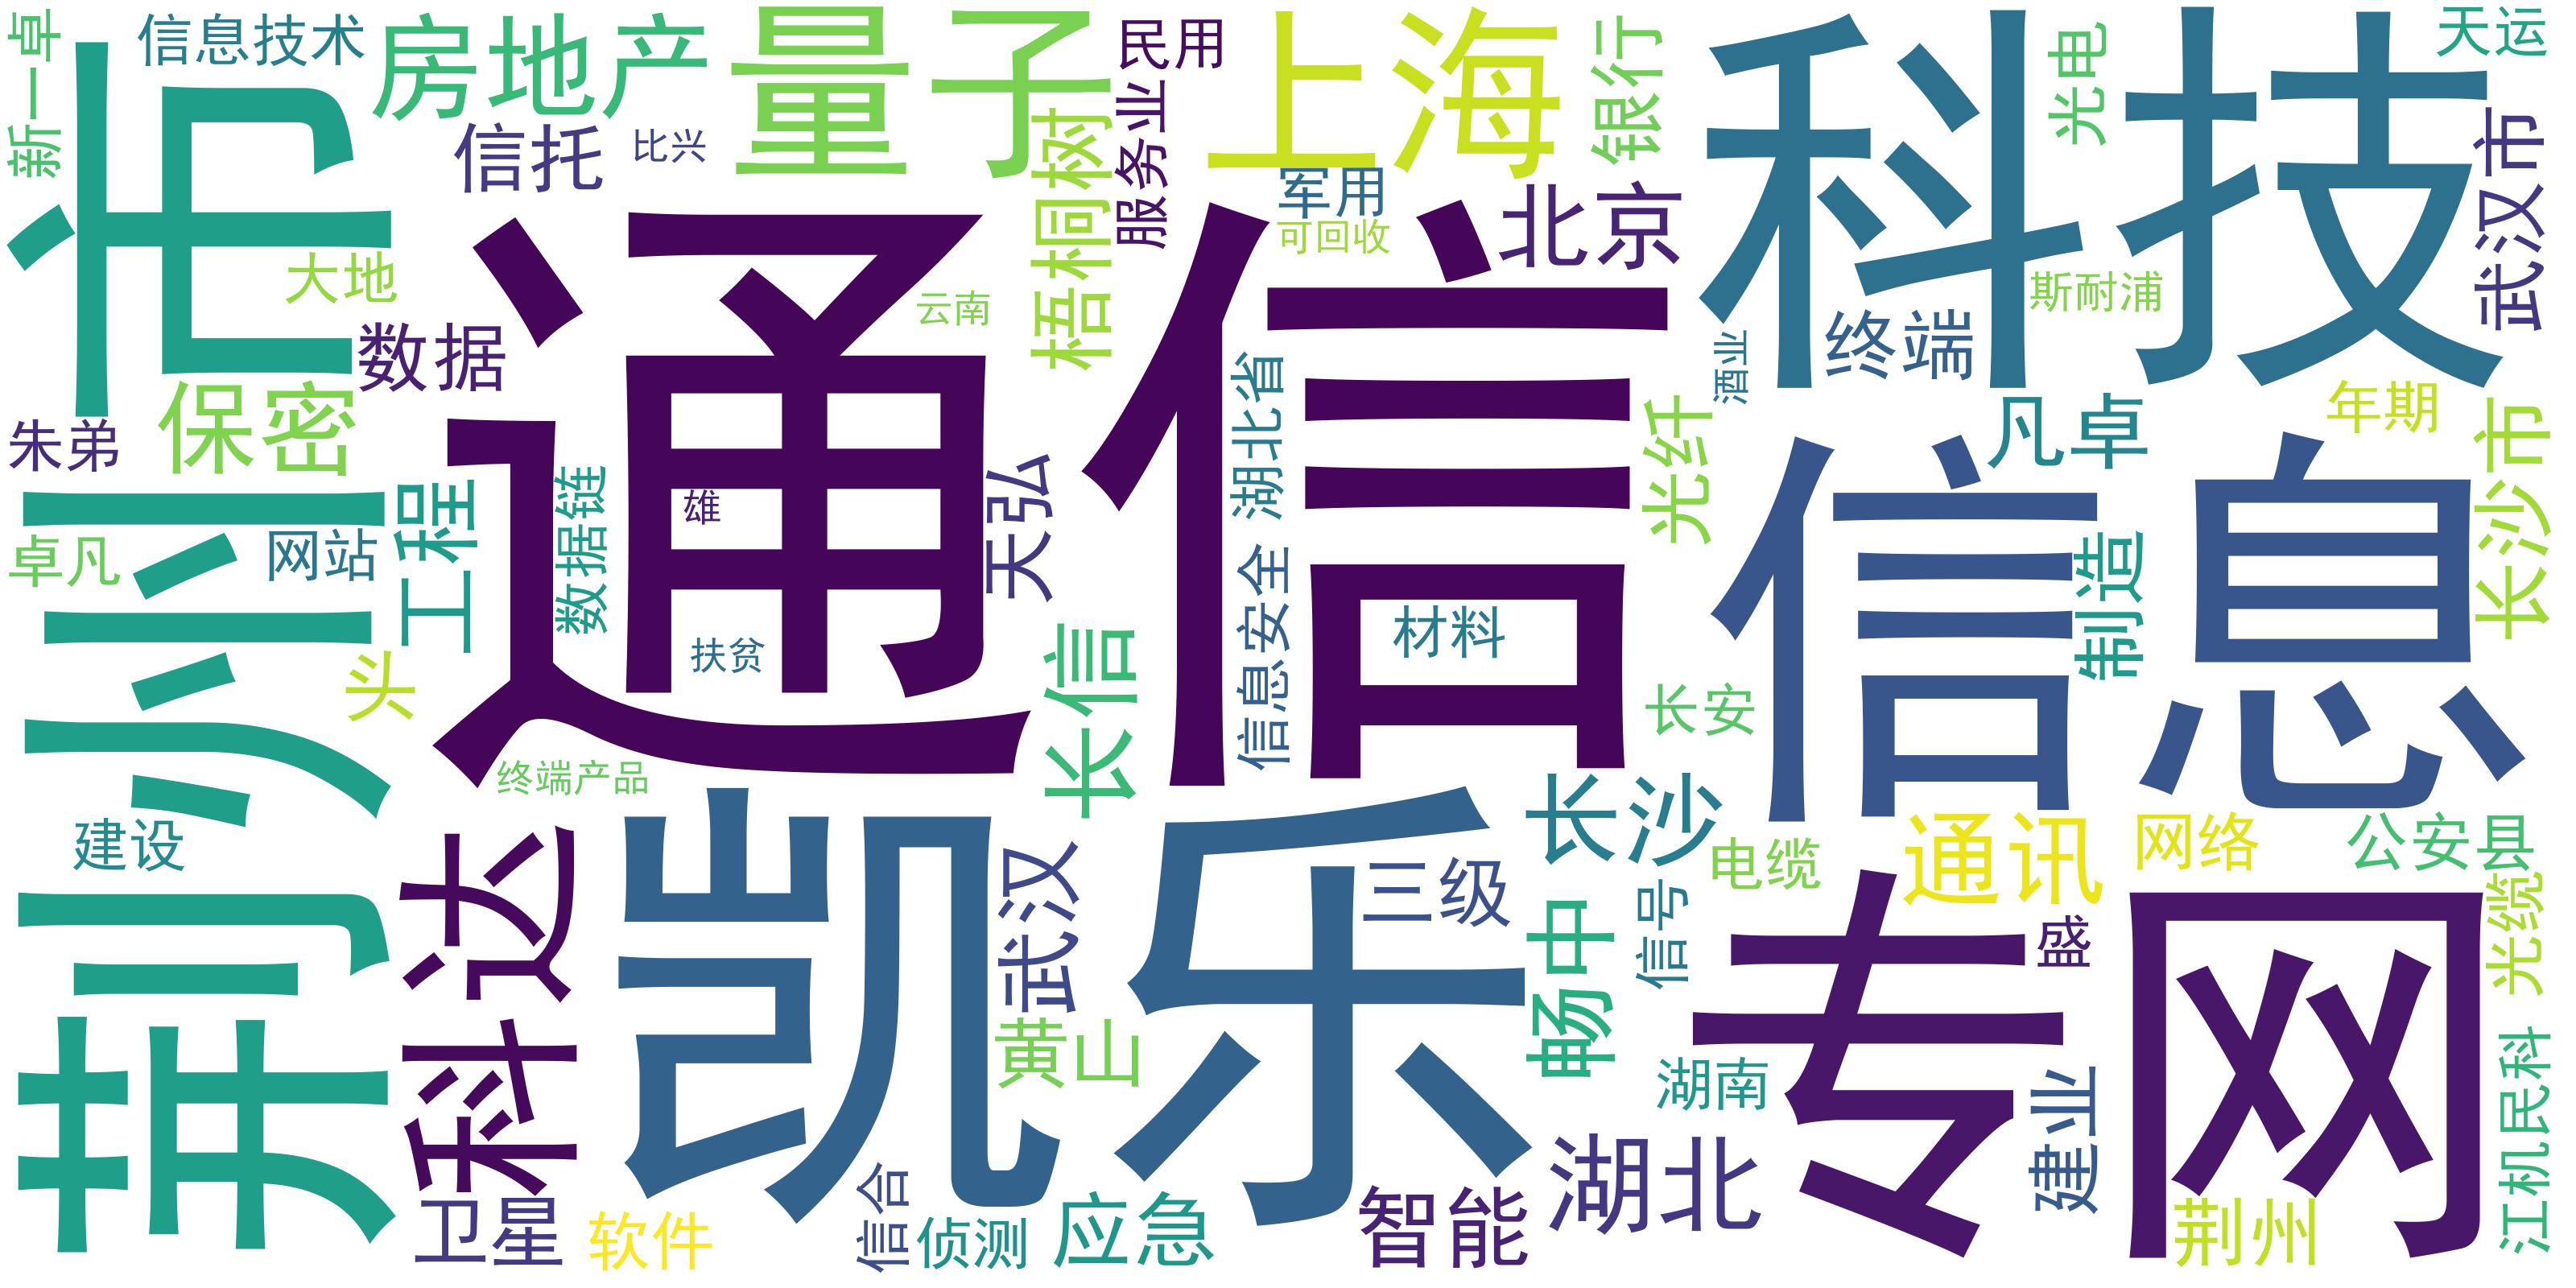 新一卓
信息技术
房地产
量子
民用
上海
银行
科技
光电
天运
荆州市
信托
比兴
梧桐树
服务业
军用
可回收
北京
武汉市
大地
云南
斯耐浦
数据
通信
酒业
终端
保密
朱弟
湖北省
光纤
凡卓
年期
长沙市
工程
数据链
雄
天弘
信息
卓凡
网站
信息安全
制造
头
扶贫
长信
材料
长安
终端产品
凯乐
长沙
建设
科达
武汉
三级
电缆
通讯
网络
公安县
畅中
信号
专网
盛
光缆
黄山
湖南
建业
江机民科
卫星
软件
信合
侦测
应急
智能
湖北
荆州